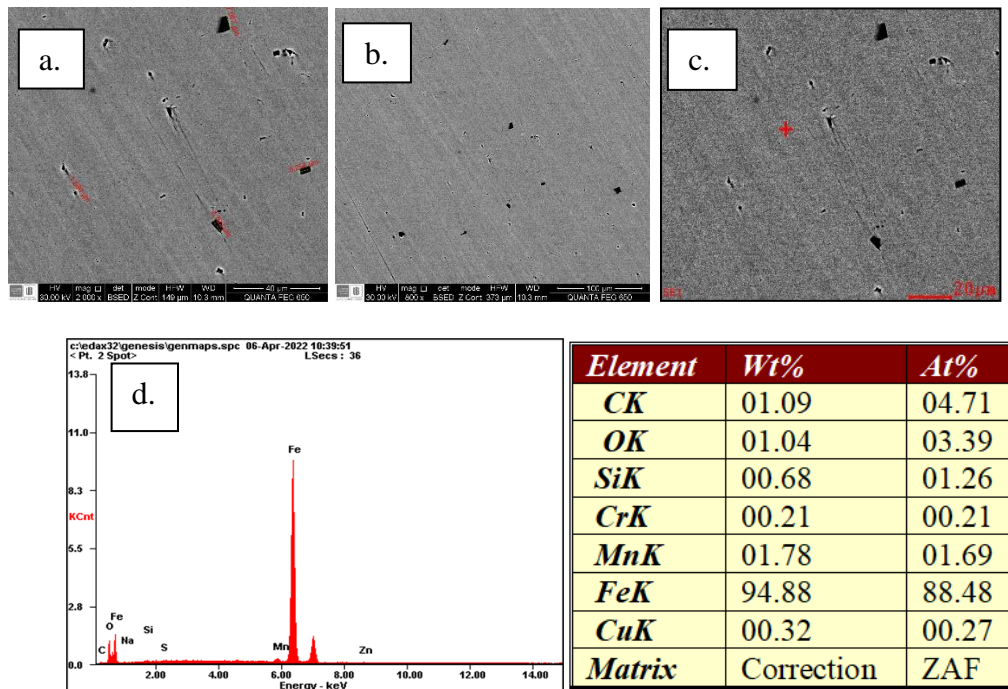 a.
b.
c.
HV mag □ det mode HFW WD 40 µm
30.00 kV 2 000 x BSED Z Cont 149 µm 10.3 mm QUANTA FEG 650
HV mag □ det mode HFW WD 100 µm
30.00 kV 800 x BSED Z Cont 373 µm 10.3 mm QUANTA FEG 650
SE1 20 µm
c:\edax32\genesis\genmaps.spc 06-Apr-2022 10:39:51
< Pt. 2 Spot> LSecs : 36
d.
13.8
11.0
8.3
KCnt
5.5
2.8
0.0
Fe
Fe
O
C
Na
Si
S
Mn
Zn
2.00 4.00 6.00 8.00 10.00 12.00 14.00
Energy - keV
Element Wt% At%
CK 01.09 04.71
OK 01.04 03.39
SiK 00.68 01.26
CrK 00.21 00.21
MnK 01.78 01.69
FeK 94.88 88.48
CuK 00.32 00.27
Matrix Correction ZAF